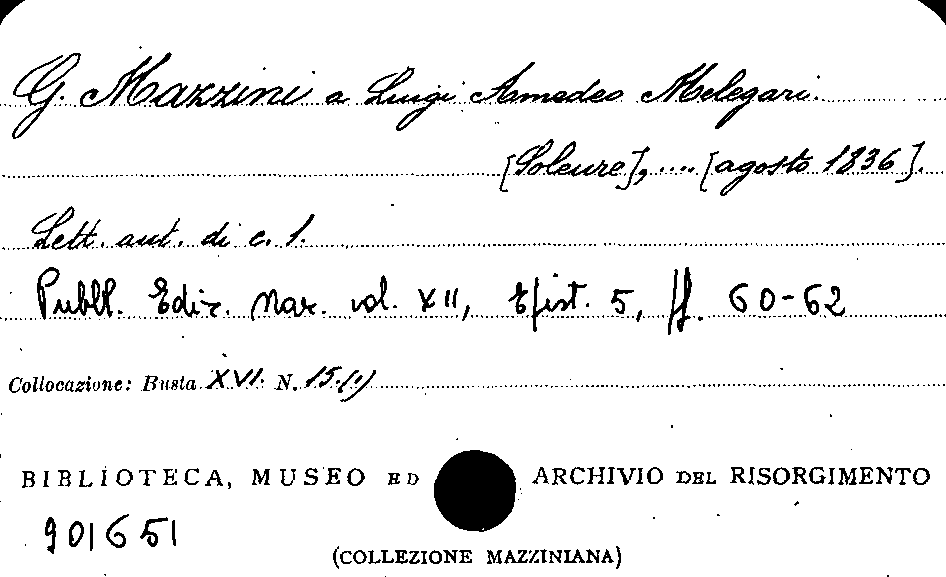 G. Mazzini a Luigi Amedeo Melegari.
[Soleure], .... [agosto 1836].
Lett. aut. di c. 1.
Pubbl. Ediz. Naz. vol. XII, Epist. 5, pp. 60-62
Collocazione: Busta XVI. N. 15.(1)
BIBLIOTECA, MUSEO ED ARCHIVIO DEL RISORGIMENTO
901651
(COLLEZIONE MAZZINIANA)